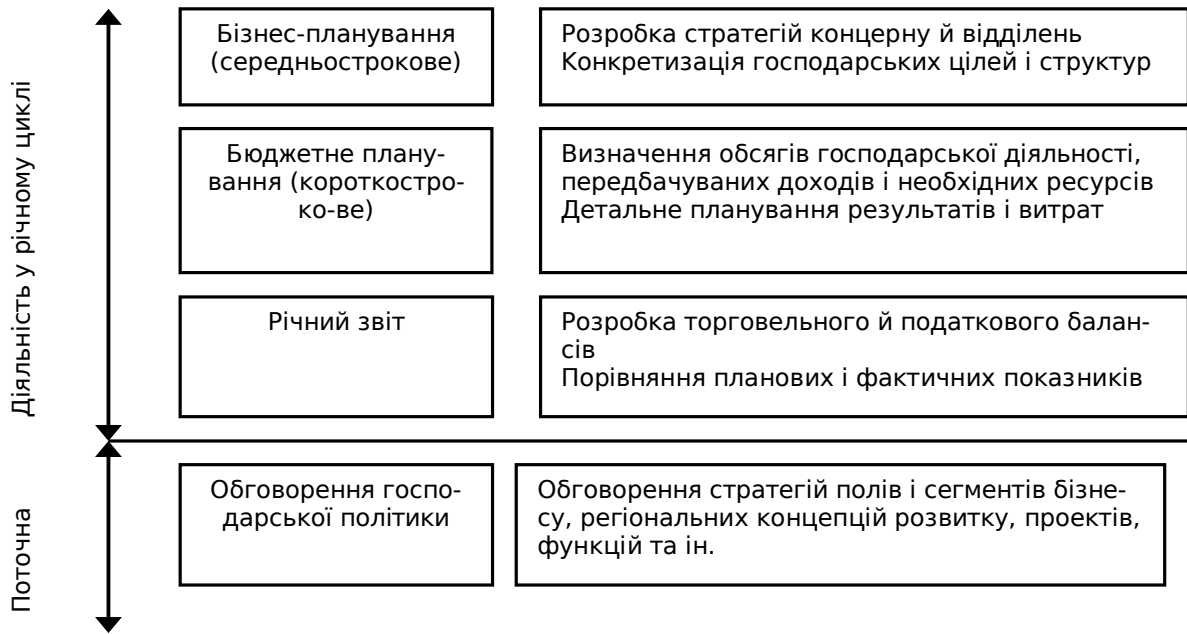 Діяльність у річному циклі
Бізнес-планування
(середньострокове)
Розробка стратегій концерну й відділень
Конкретизація господарських цілей і структур
Бюджетне плану-
вання (короткостро-
ко-ве)
Визначення обсягів господарської діяльності,
передбачуваних доходів і необхідних ресурсів
Детальне планування результатів і витрат
Річний звіт
Розробка торговельного й податкового балан-
сів
Порівняння планових і фактичних показників
Поточна
Обговорення госпо-
дарської політики
Обговорення стратегій полів і сегментів бізне-
су, регіональних концепцій розвитку, проектів,
функцій та ін.